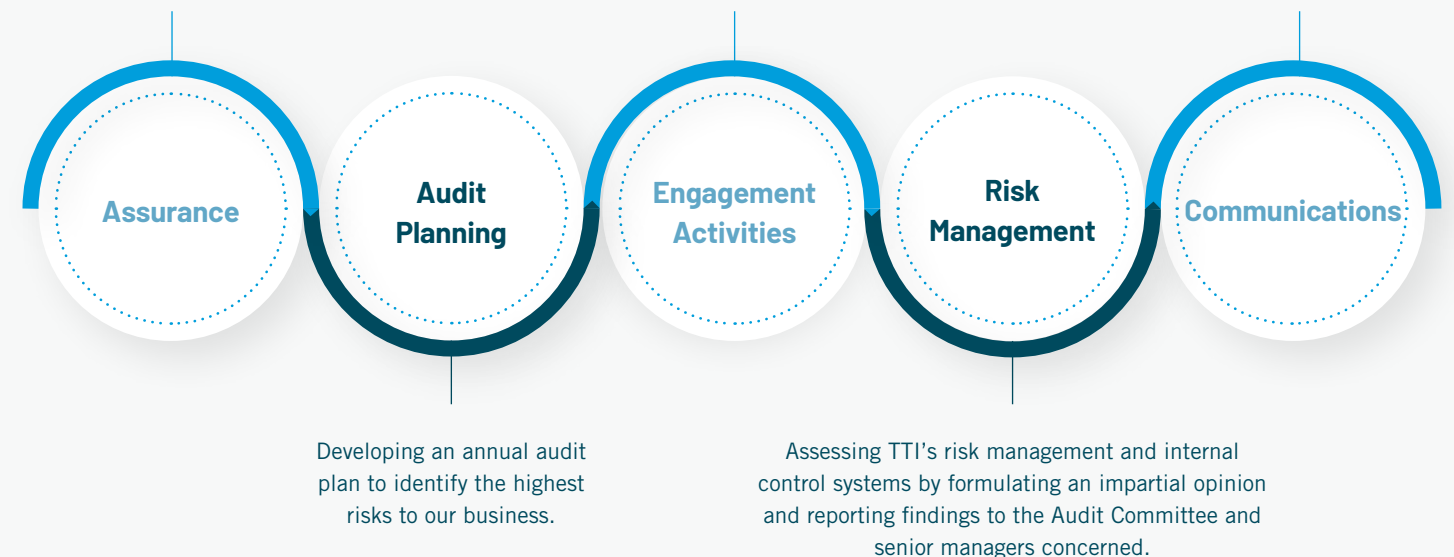 Assurance
Audit
Planning
Engagement
Activities
Risk
Management
Communications
Developing an annual audit
plan to identify the highest
risks to our business.
Assessing TTI’s risk management and internal
control systems by formulating an impartial opinion
and reporting findings to the Audit Committee and
senior managers concerned.